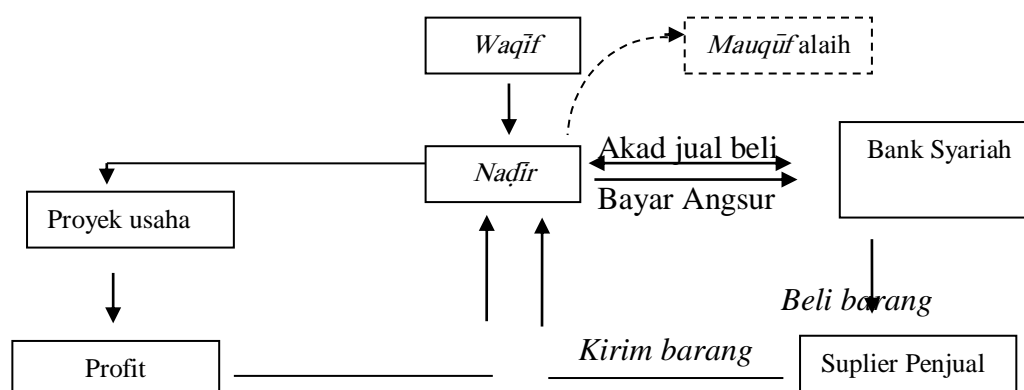 Waqīf
Mauqūf alaih
Akad jual beli
Bank Syariah
Naḍīr
Bayar Angsur
Proyek usaha
Beli barang
Kirim barang
Suplier Penjual
Profit